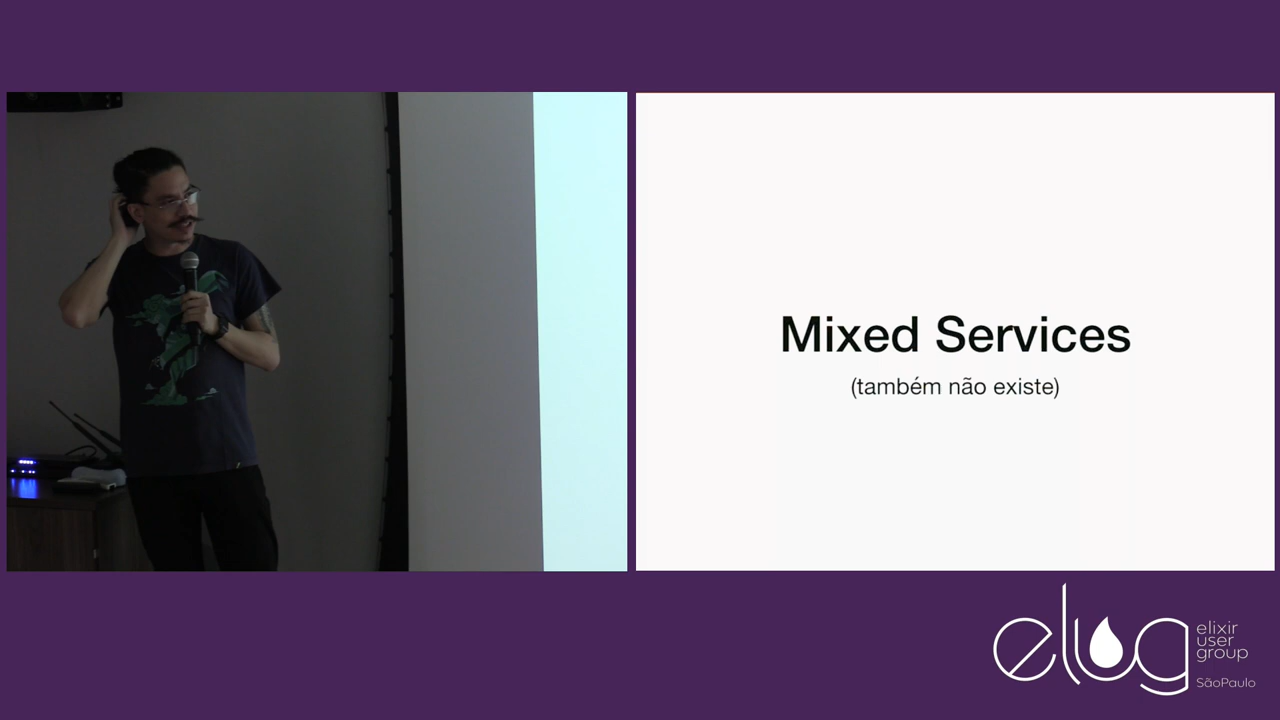 Mixed Services
(também não existe)
elug
elixir
user
group
SãoPaulo